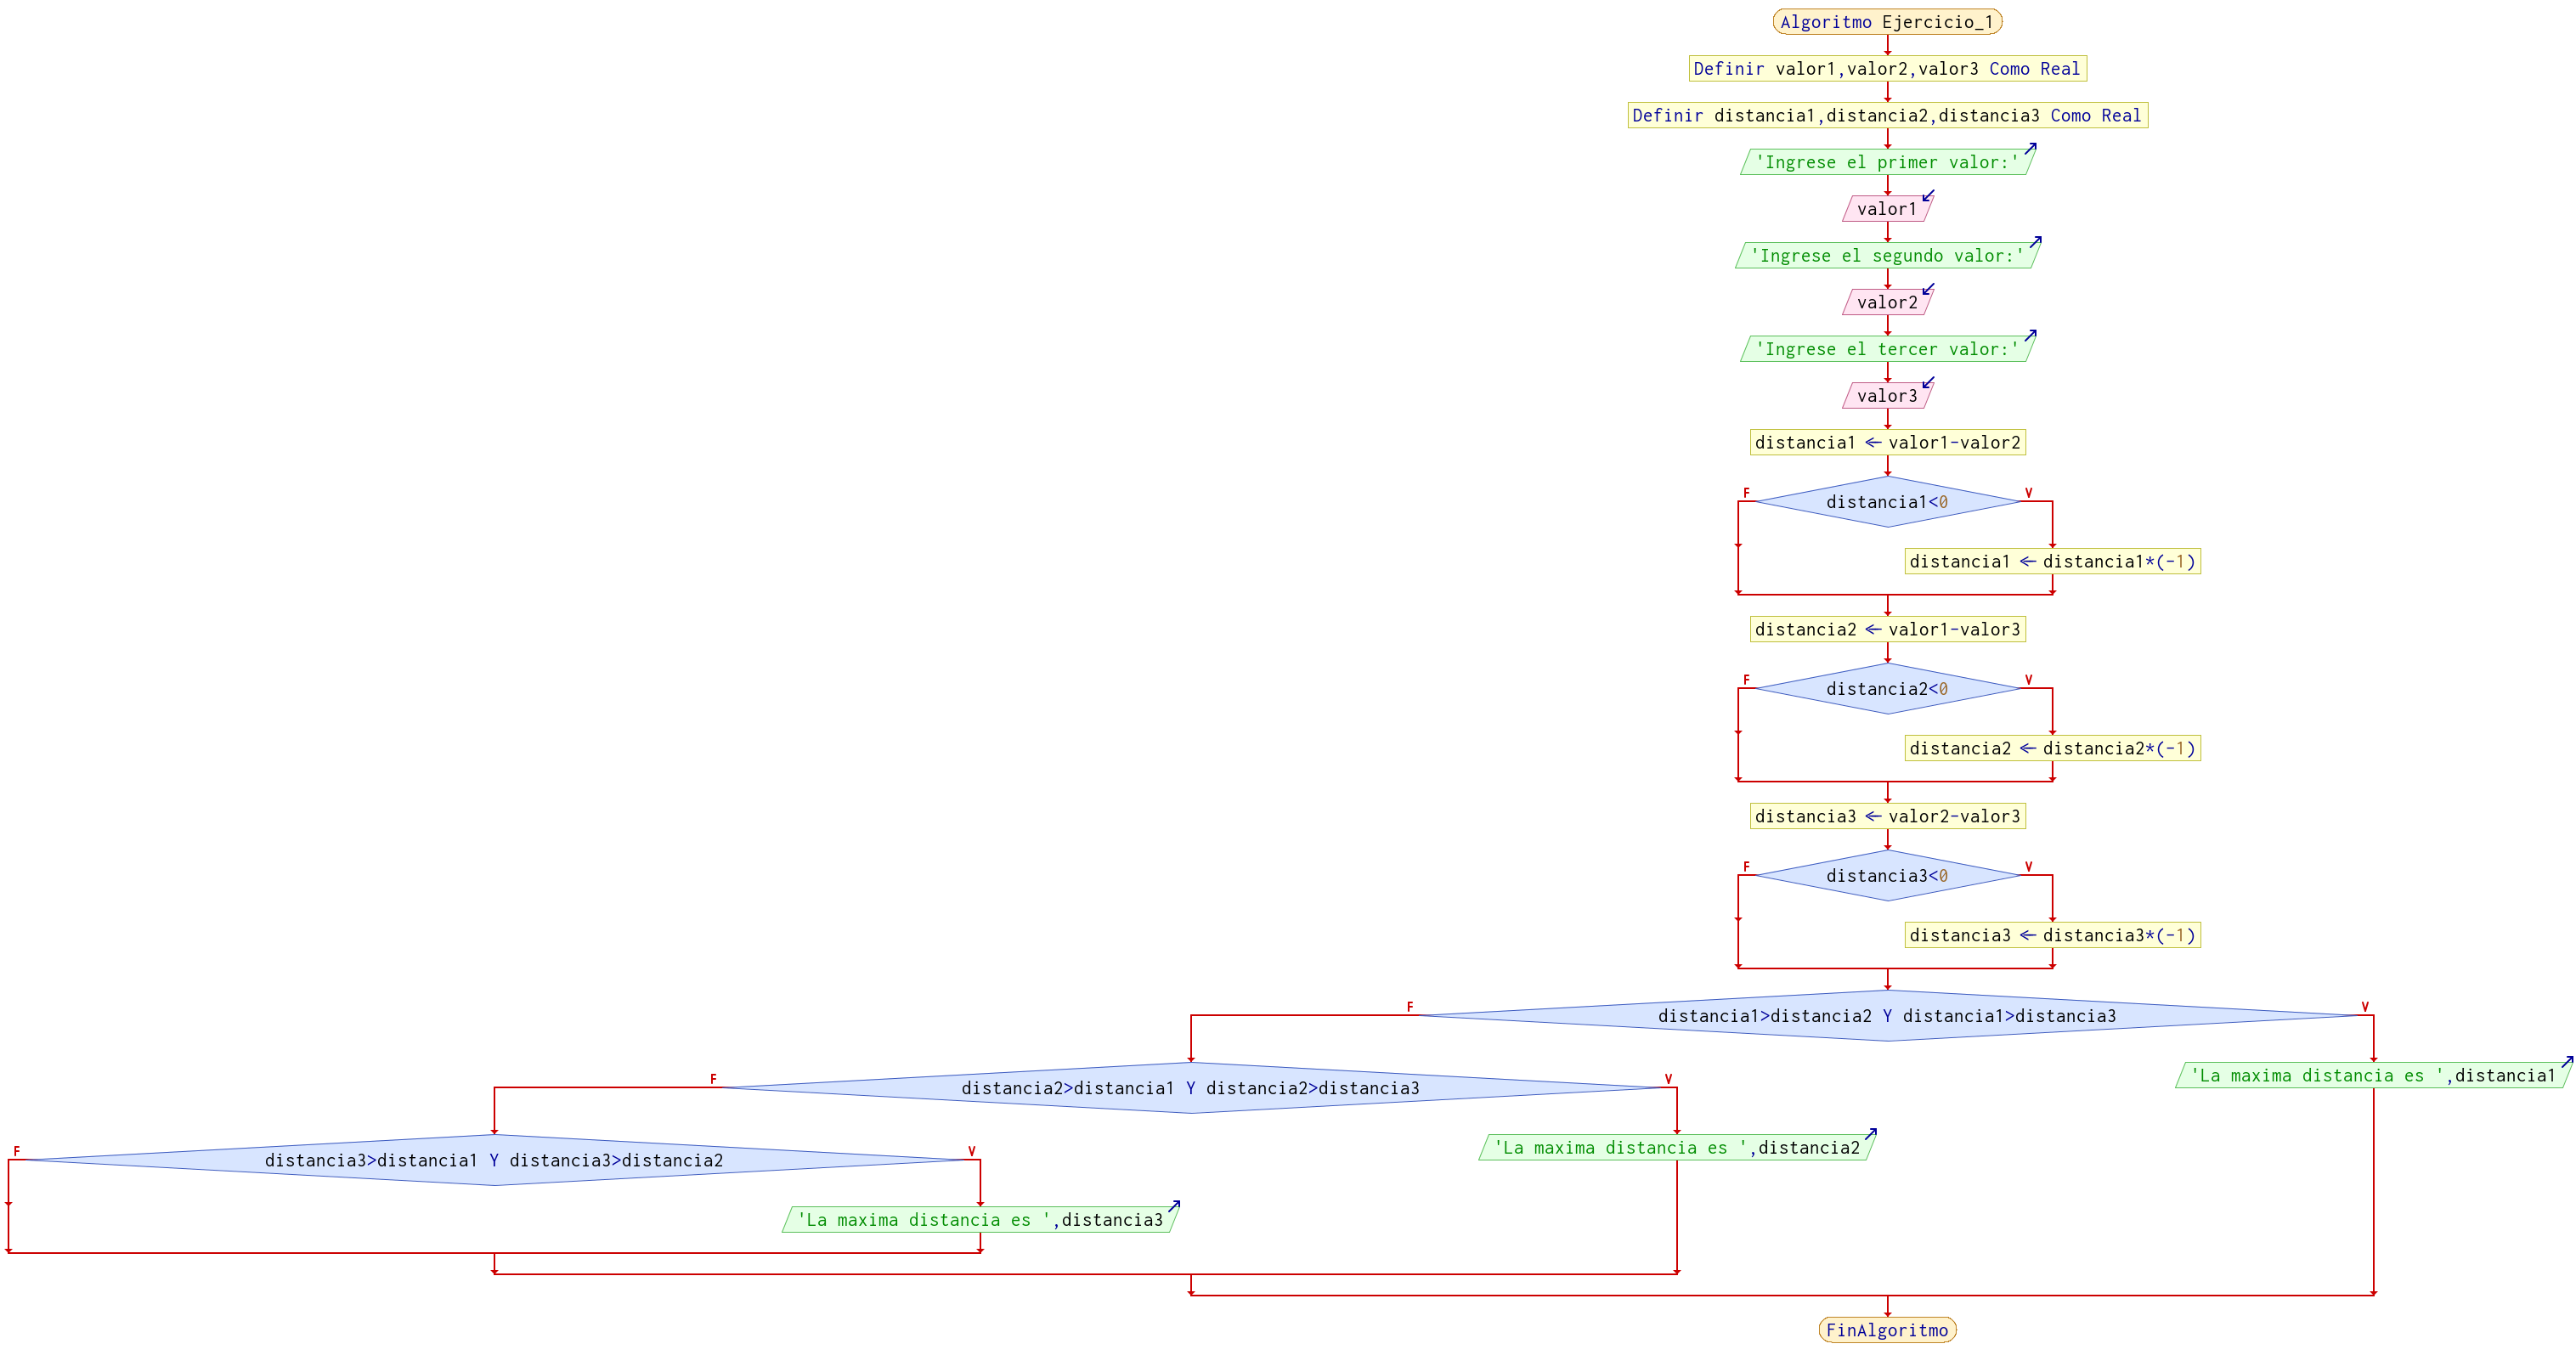 Algoritmo Ejercicio_1
Definir valor1,valor2,valor3 Como Real
Definir distancia1,distancia2,distancia3 Como Real
'Ingrese el primer valor:'
valor1
'Ingrese el segundo valor:'
valor2
'Ingrese el tercer valor:'
valor3
distancia1 ← valor1-valor2
F
V
distancia1<0
distancia1 ← distancia1*(-1)
distancia2 ← valor1-valor3
F
V
distancia2<0
distancia2 ← distancia2*(-1)
distancia3 ← valor2-valor3
F
V
distancia3<0
distancia3 ← distancia3*(-1)
F
V
distancia1>distancia2 Y distancia1>distancia3
'La maxima distancia es ',distancia1
F
V
distancia2>distancia1 Y distancia2>distancia3
'La maxima distancia es ',distancia2
F
V
distancia3>distancia1 Y distancia3>distancia2
'La maxima distancia es ',distancia3
FinAlgoritmo